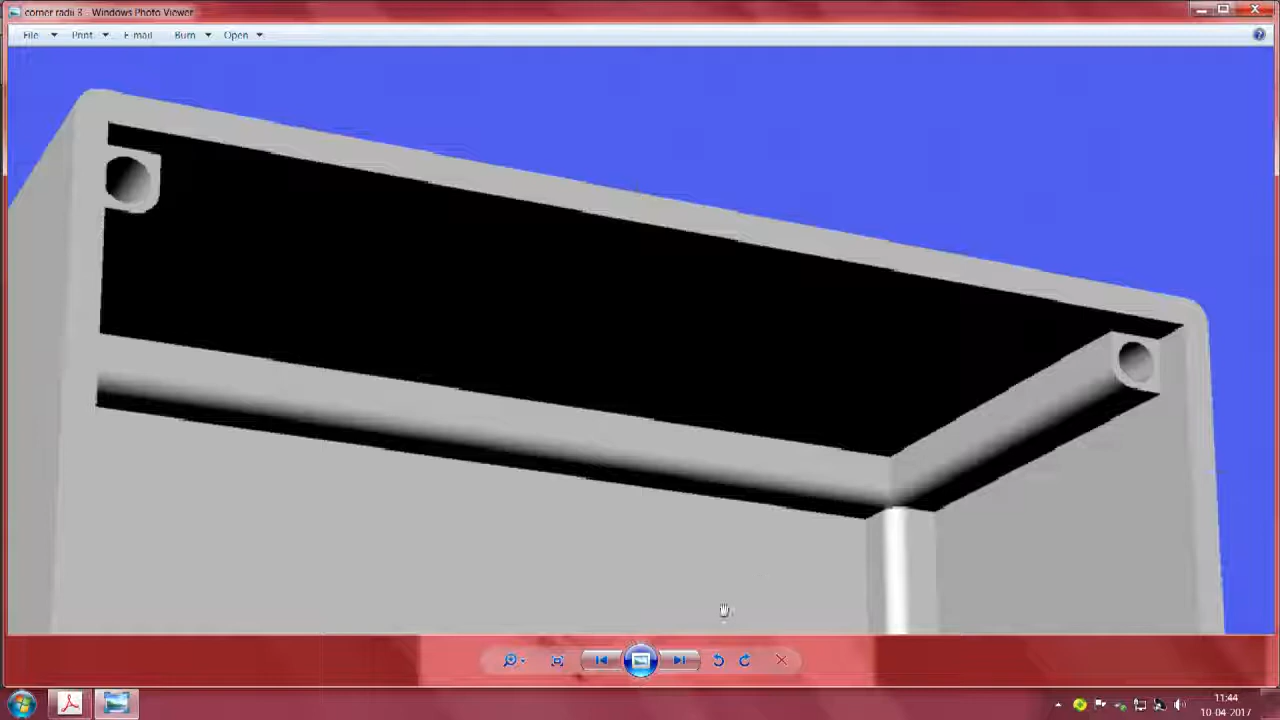 corner radii 3 - Windows Photo Viewer
File Print E-mail Burn Open
11:44
10-04-2017